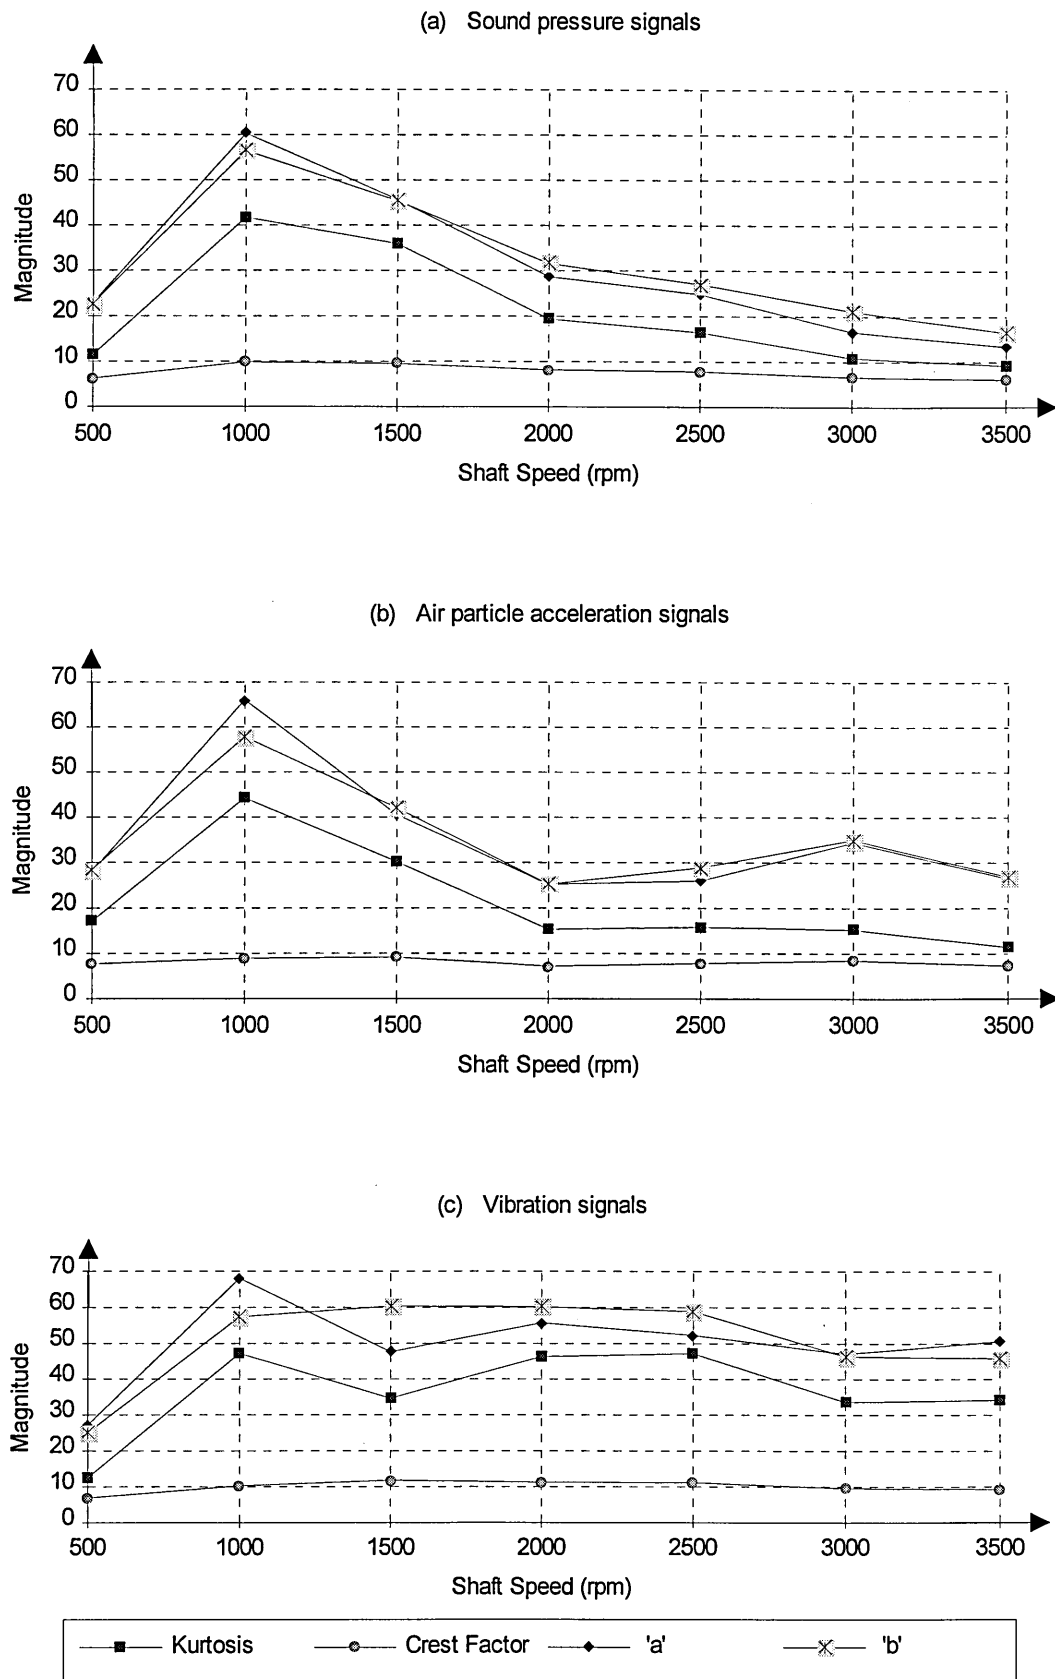 (a) Sound pressure signals
70
60
50
40
30
20
10
0
Magnitude
500 1000 1500 2000 2500 3000 3500
Shaft Speed (rpm)
(b) Air particle acceleration signals
70
60
50
40
30
20
10
0
Magnitude
500 1000 1500 2000 2500 3000 3500
Shaft Speed (rpm)
(c) Vibration signals
70
60
50
40
30
20
10
0
Magnitude
500 1000 1500 2000 2500 3000 3500
Shaft Speed (rpm)
Kurtosis Crest Factor 'a' 'b'